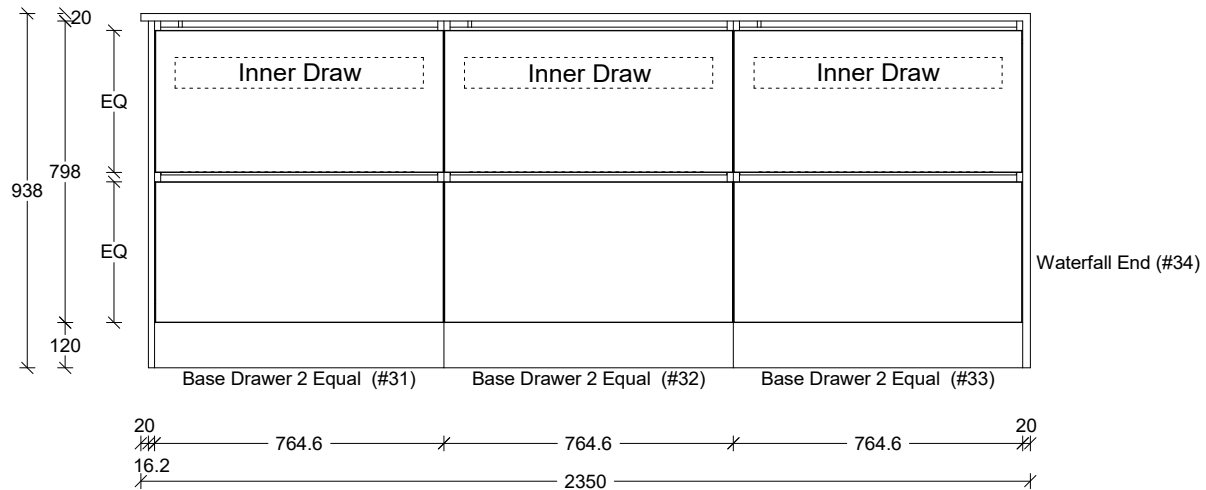 20
Inner Draw
Inner Draw
Inner Draw
EQ
798
938
EQ
Waterfall End (#34)
120
Base Drawer 2 Equal (#31)
Base Drawer 2 Equal (#32)
Base Drawer 2 Equal (#33)
20
764.6
764.6
764.6
20
16.2
2350